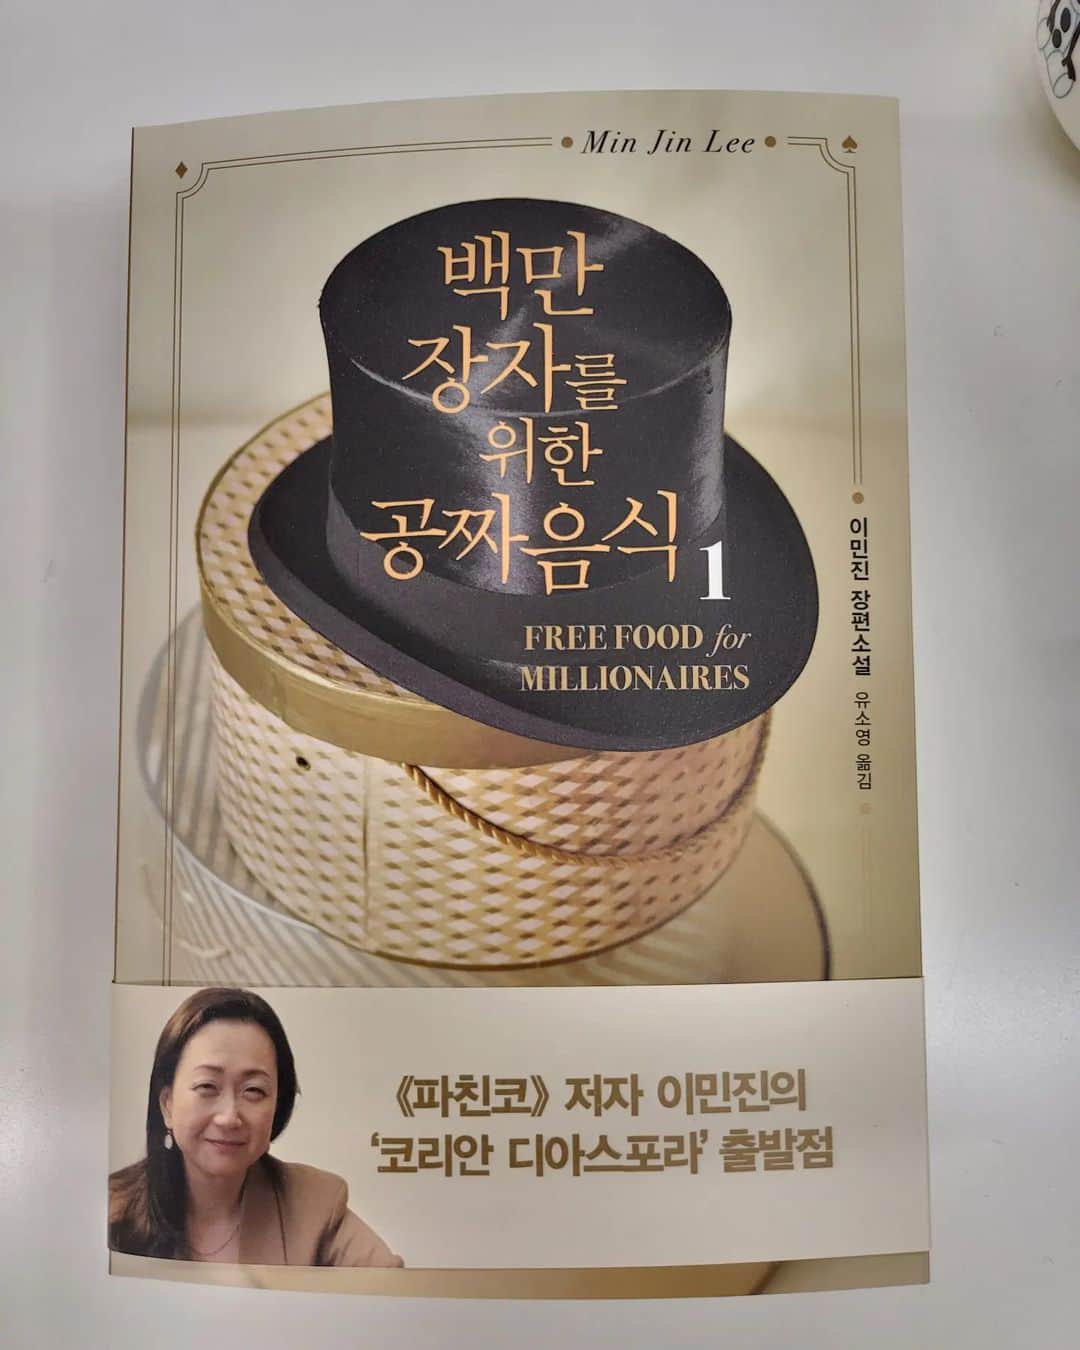 Min Jin Lee
백만
장자를
위한
공짜음식 1
FREE FOOD for
MILLIONAIRES
이민진 장편소설 유소영 옮김
《파친코》 저자 이민진의
‘코리안 디아스포라’ 출발점